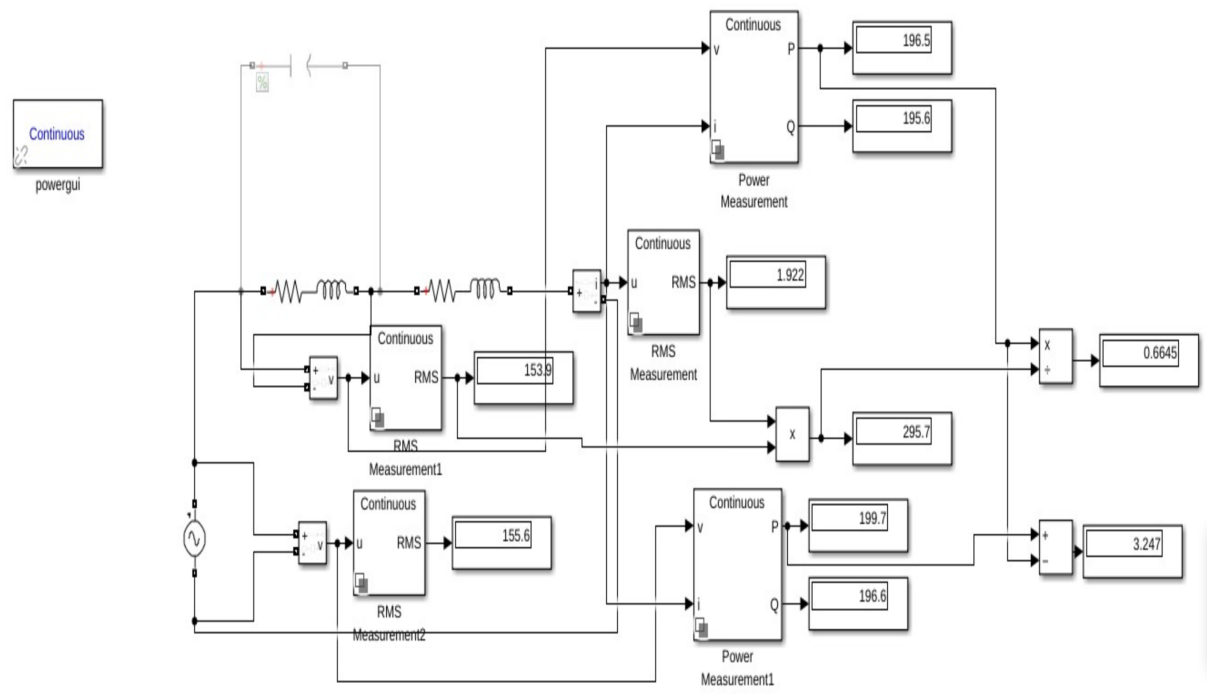 Continuous
v
P
196.5
i
Q
195.6
Power
Measurement
%
Continuous
powergui
Continuous
u
RMS
1.922
RMS
Measurement
+
i
-
Continuous
u
RMS
153.9
RMS
Measurement1
+
-
v
×
÷
0.6645
×
295.7
Continuous
u
RMS
155.6
RMS
Measurement2
+
-
v
Continuous
v
P
199.7
i
Q
196.6
Power
Measurement1
+
−
3.247